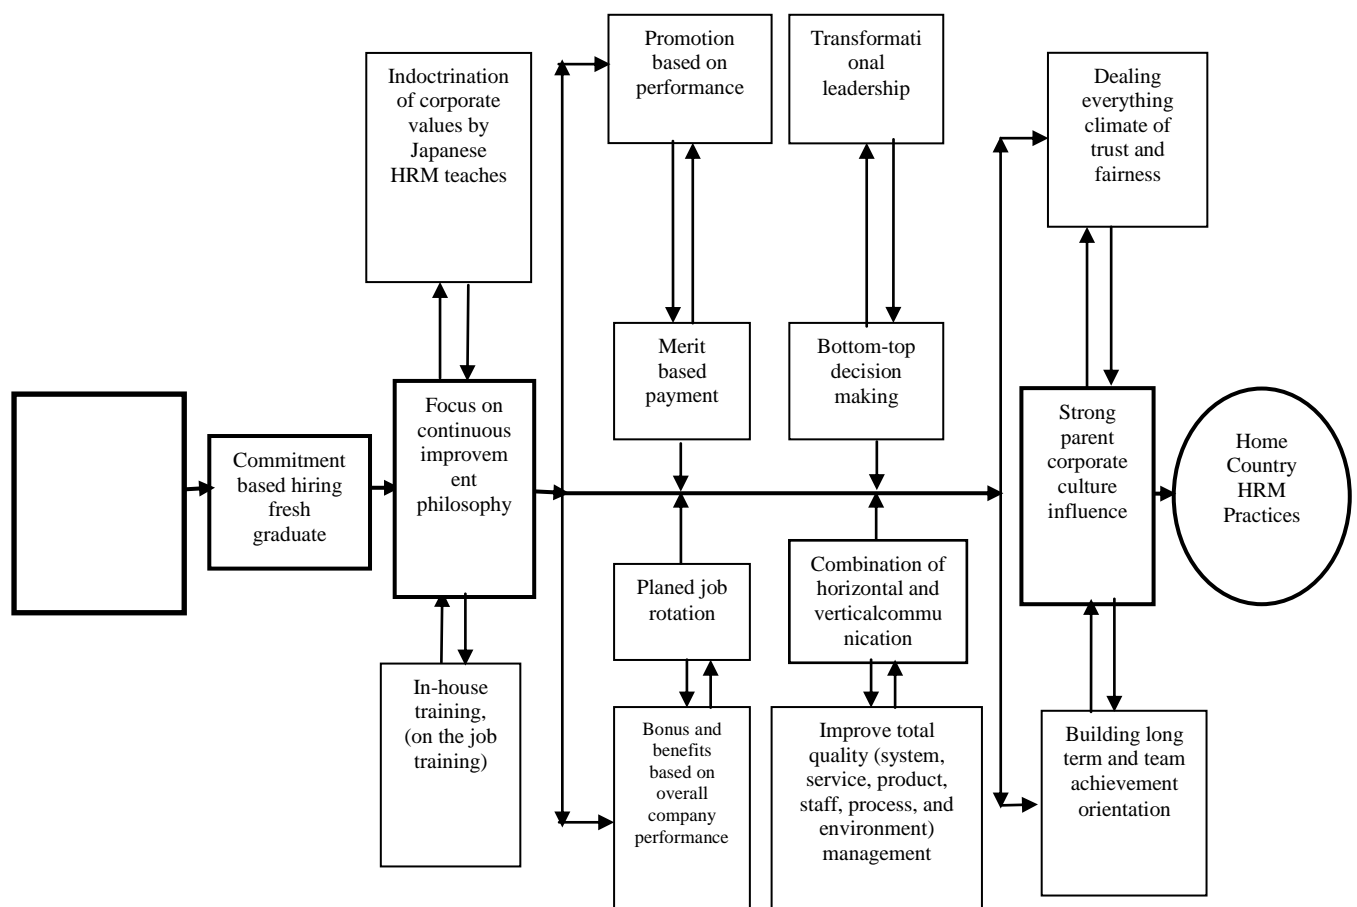 Indoctrination
of corporate
values by
Japanese
HRM teaches
Promotion
based on
performance
Transformati
onal
leadership
Dealing
everything
climate of
trust and
fairness
Merit
based
payment
Bottom-top
decision
making
Commitment
based hiring
fresh
graduate
Focus on
continuous
improvem
ent
philosophy
Strong
parent
corporate
culture
influence
Home
Country
HRM
Practices
Planed job
rotation
Combination of
horizontal and
verticalcommu
nication
In-house
training,
(on the job
training)
Bonus and
benefits
based on
overall
company
performance
Improve total
quality (system,
service, product,
staff, process, and
environment)
management
Building long
term and team
achievement
orientation